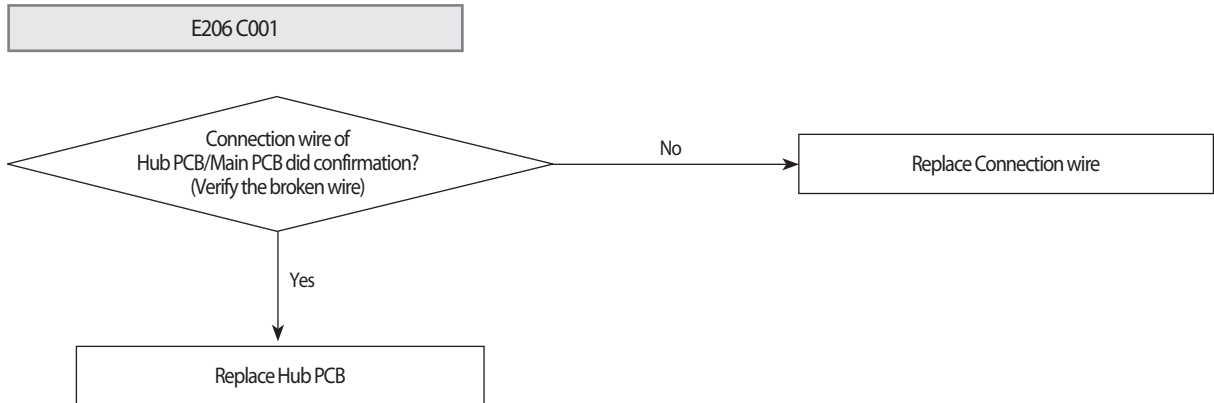 E206 C001
Connection wire of
Hub PCB/Main PCB did confirmation?
(Verify the broken wire)
No
Replace Connection wire
Yes
Replace Hub PCB